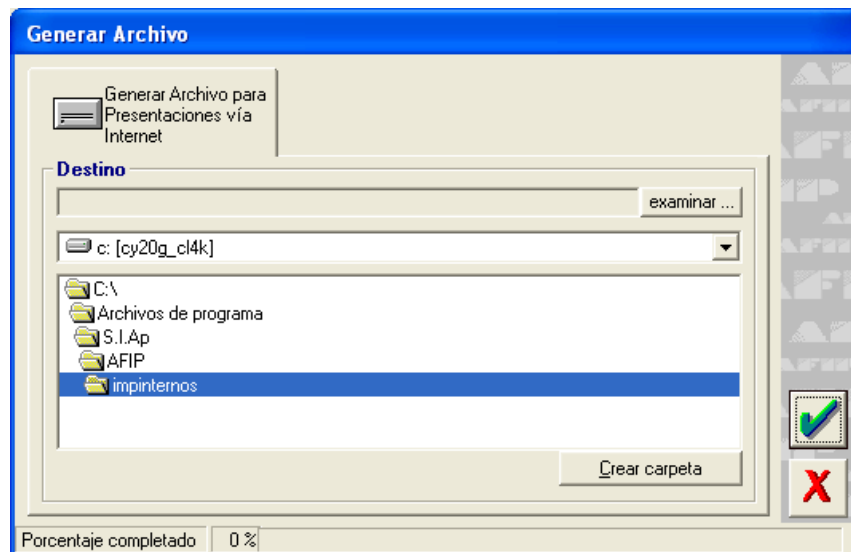 Generar Archivo
Generar Archivo para
Presentaciones vía
Internet
Destino
examinar ...
c: [cy20g_cl4k]
C:\
Archivos de programa
S.I.Ap
AFIP
impinternos
Crear carpeta
Porcentaje completado 0 %